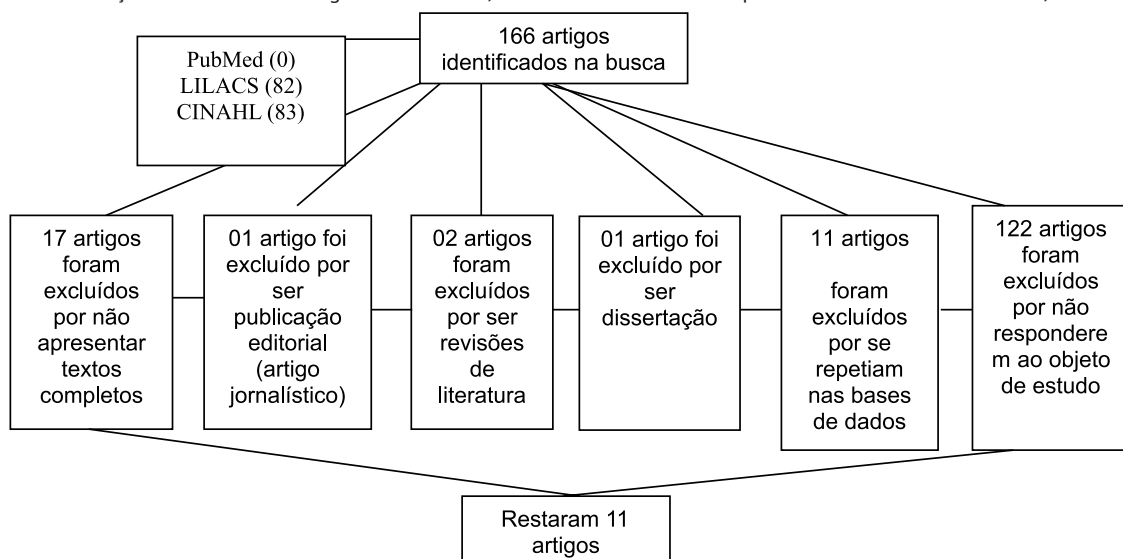 166 artigos
identificados na busca
PubMed (0)
LILACS (82)
CINAHL (83)
17 artigos
foram
excluídos
por não
apresentar
textos
completos
01 artigo foi
excluído por
ser
publicação
editorial
(artigo
jornalístico)
02 artigos
foram
excluídos
por ser
revisões
de
literatura
01 artigo foi
excluído por
ser
dissertação
11 artigos
foram
excluídos
por se
repetiam
nas bases
de dados
122 artigos
foram
excluídos
por não
respondere
m ao objeto
de estudo
Restaram 11
artigos